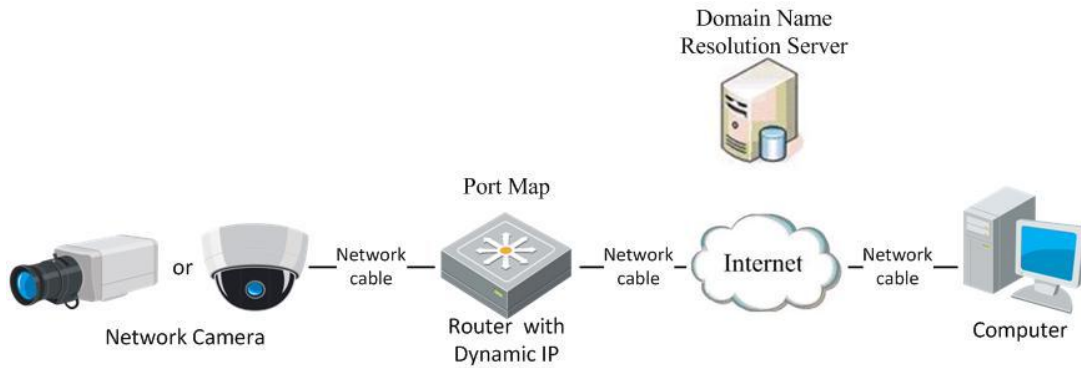 Domain Name
Resolution Server
Port Map
or
Network
cable
Network
cable
Internet
Network
cable
Network Camera
Router with
Dynamic IP
Computer